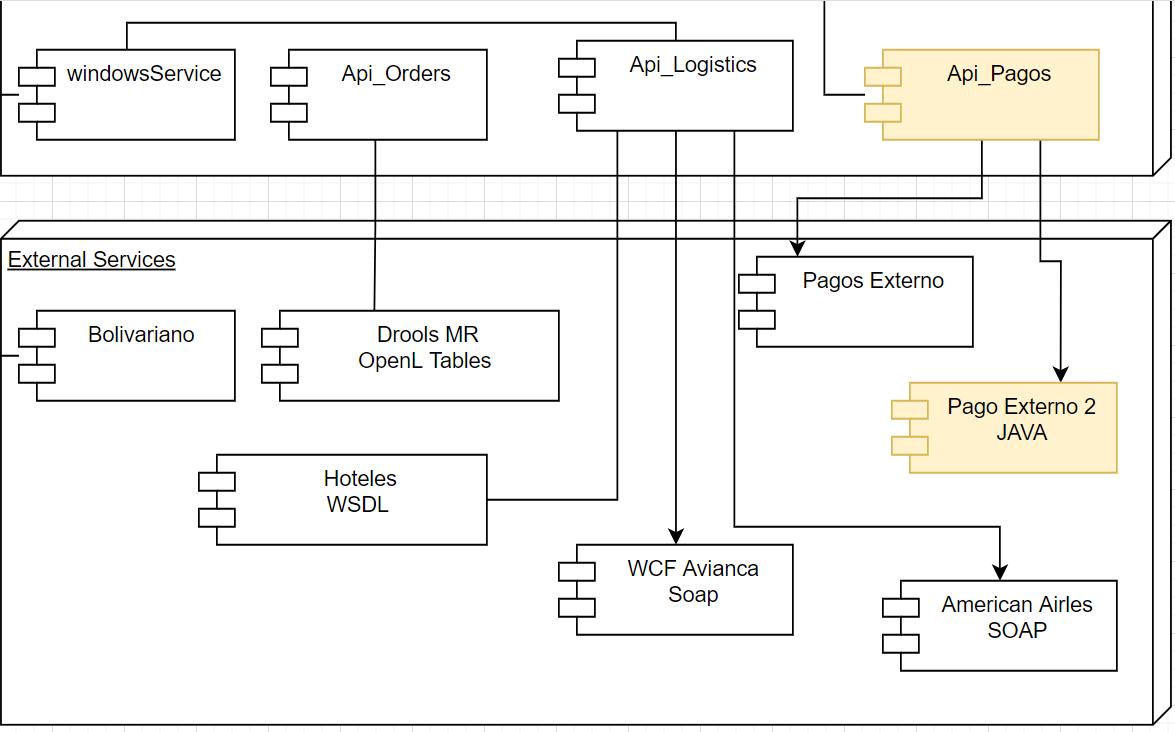 windowsService
Api_Orders
Api_Logistics
Api_Pagos
External Services
Pagos Externo
Bolivariano
Drools MR
OpenL Tables
Pago Externo 2
JAVA
Hoteles
WSDL
WCF Avianca
Soap
American Airles
SOAP